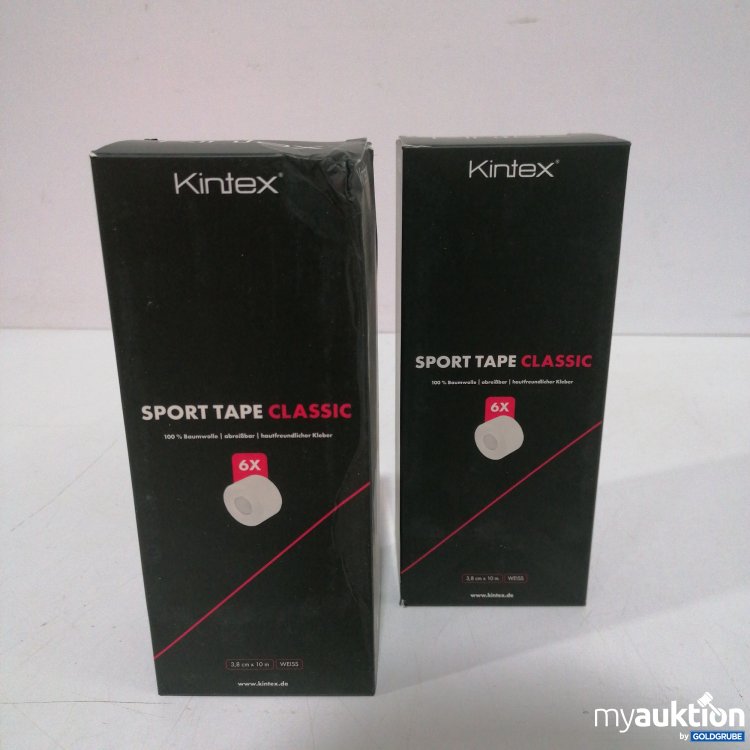 Kintex®
SPORT TAPE CLASSIC
100 % Baumwolle | abreißbar | hautfreundlicher Kleber
6X
3,8 cm x 10 m WEISS
www.kintex.de
Kintex®
SPORT TAPE CLASSIC
100 % Baumwolle | abreißbar | hautfreundlicher Kleber
6X
3,8 cm x 10 m WEISS
www.kintex.de
myauktion
by GOLDGRUBE